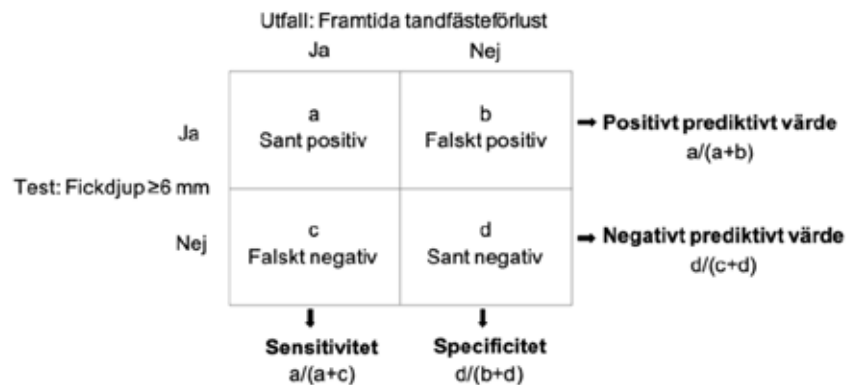 Utfall: Framtida tandfästeförlust
Ja Nej
Ja
a
Sant positiv
b
Falskt positiv
Positivt prediktivt värde
a/(a+b)
Test: Fickdjup ≥6 mm
Nej
c
Falskt negativ
d
Sant negativ
Negativt prediktivt värde
d/(c+d)
Sensitivitet
a/(a+c)
Specificitet
d/(b+d)